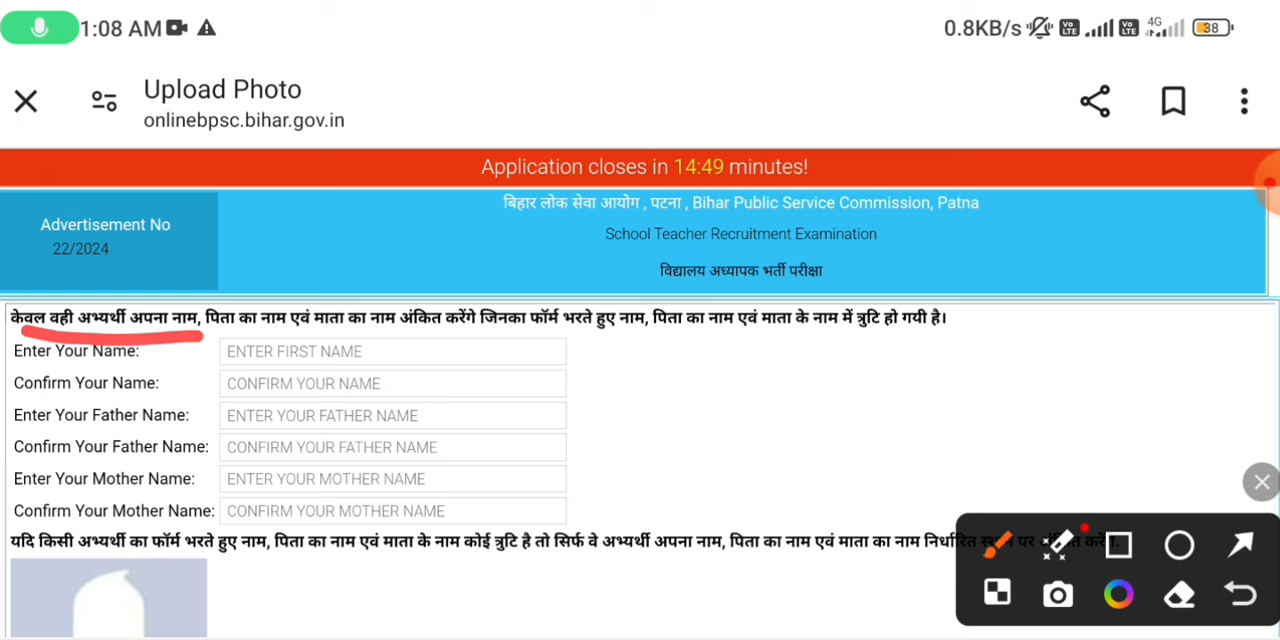 1:08 AM 0.8KB/s Vo LTE Vo LTE 4G 38
Upload Photo
onlinebpsc.bihar.gov.in
Application closes in 14:49 minutes!
बिहार लोक सेवा आयोग , पटना , Bihar Public Service Commission, Patna
Advertisement No
22/2024
School Teacher Recruitment Examination
विद्यालय अध्यापक भर्ती परीक्षा
केवल वही अभ्यर्थी अपना नाम, पिता का नाम एवं माता का नाम अंकित करेंगे जिनका फॉर्म भरते हुए नाम, पिता का नाम एवं माता के नाम में त्रुटि हो गयी है।
Enter Your Name: ENTER FIRST NAME
Confirm Your Name: CONFIRM YOUR NAME
Enter Your Father Name: ENTER YOUR FATHER NAME
Confirm Your Father Name: CONFIRM YOUR FATHER NAME
Enter Your Mother Name: ENTER YOUR MOTHER NAME
Confirm Your Mother Name: CONFIRM YOUR MOTHER NAME
यदि किसी अभ्यर्थी का फॉर्म भरते हुए नाम, पिता का नाम एवं माता के नाम कोई त्रुटि है तो सिर्फ वे अभ्यर्थी अपना नाम, पिता का नाम एवं माता का नाम निर्धारित स्थान पर अंकित करेंगे.